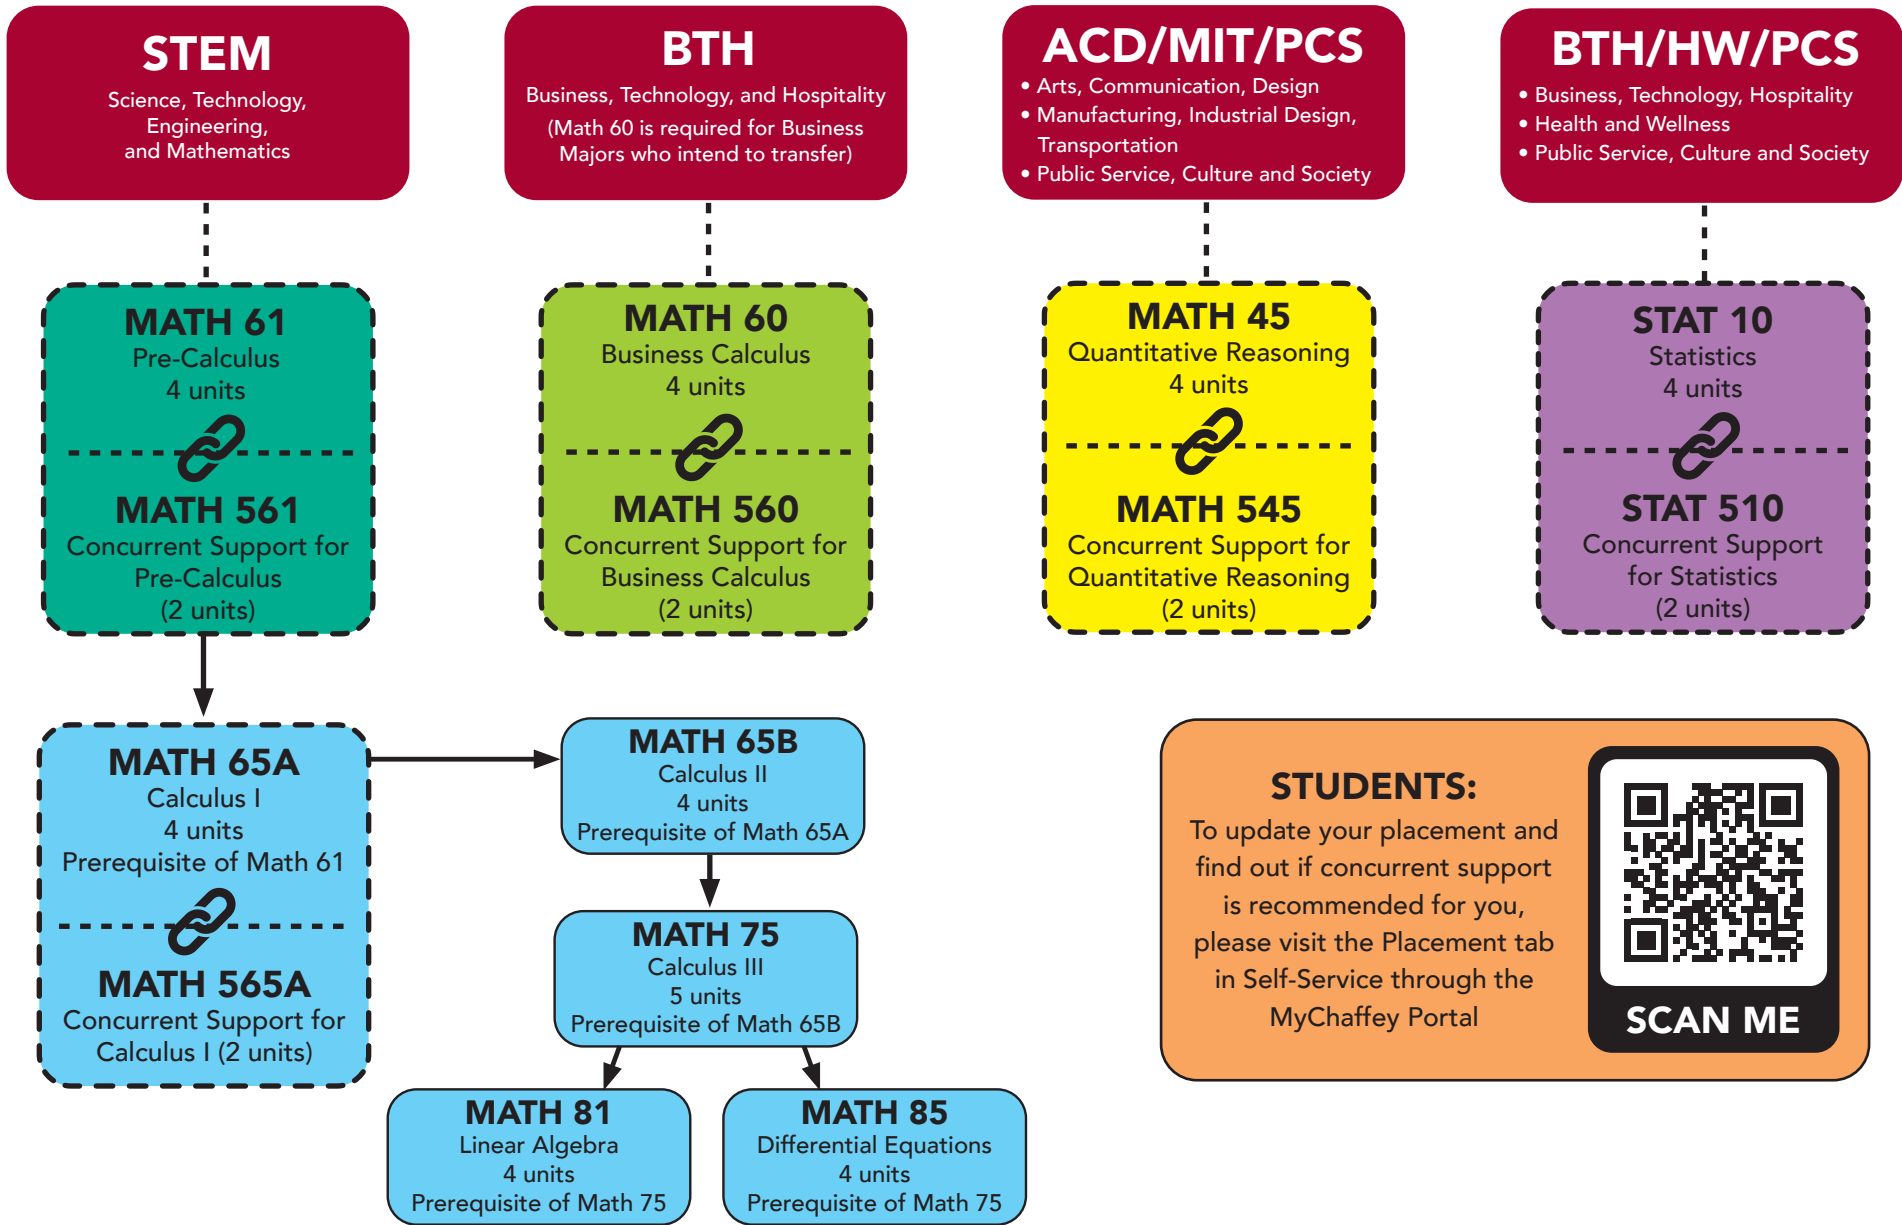 STEM
Science, Technology,
Engineering,
and Mathematics
BTH
Business, Technology, and Hospitality
(Math 60 is required for Business
Majors who intend to transfer)
ACD/MIT/PCS
• Arts, Communication, Design
• Manufacturing, Industrial Design,
Transportation
• Public Service, Culture and Society
BTH/HW/PCS
• Business, Technology, Hospitality
• Health and Wellness
• Public Service, Culture and Society
MATH 61
Pre-Calculus
4 units
MATH 561
Concurrent Support for
Pre-Calculus
(2 units)
MATH 60
Business Calculus
4 units
MATH 560
Concurrent Support for
Business Calculus
(2 units)
MATH 45
Quantitative Reasoning
4 units
MATH 545
Concurrent Support for
Quantitative Reasoning
(2 units)
STAT 10
Statistics
4 units
STAT 510
Concurrent Support
for Statistics
(2 units)
MATH 65A
Calculus I
4 units
Prerequisite of Math 61
MATH 565A
Concurrent Support for
Calculus I (2 units)
MATH 65B
Calculus II
4 units
Prerequisite of Math 65A
MATH 75
Calculus III
5 units
Prerequisite of Math 65B
MATH 81
Linear Algebra
4 units
Prerequisite of Math 75
MATH 85
Differential Equations
4 units
Prerequisite of Math 75
STUDENTS:
To update your placement and
find out if concurrent support
is recommended for you,
please visit the Placement tab
in Self-Service through the
MyChaffey Portal
SCAN ME